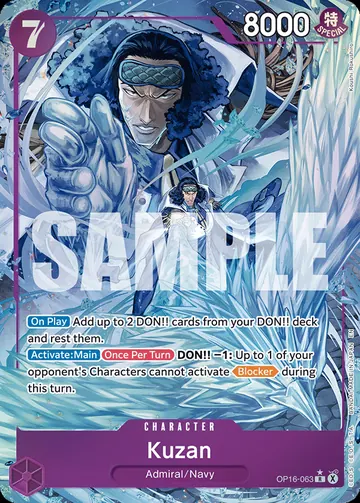 7
8000
特
SPECIAL
SAMPLE
On Play Add up to 2 DON!! cards from your DON!! deck
and rest them.
Activate:Main Once Per Turn DON!! −1: Up to 1 of your
opponent's Characters cannot activate Blocker during
this turn.
CHARACTER
Kuzan
Admiral/Navy
OP16-063 R X